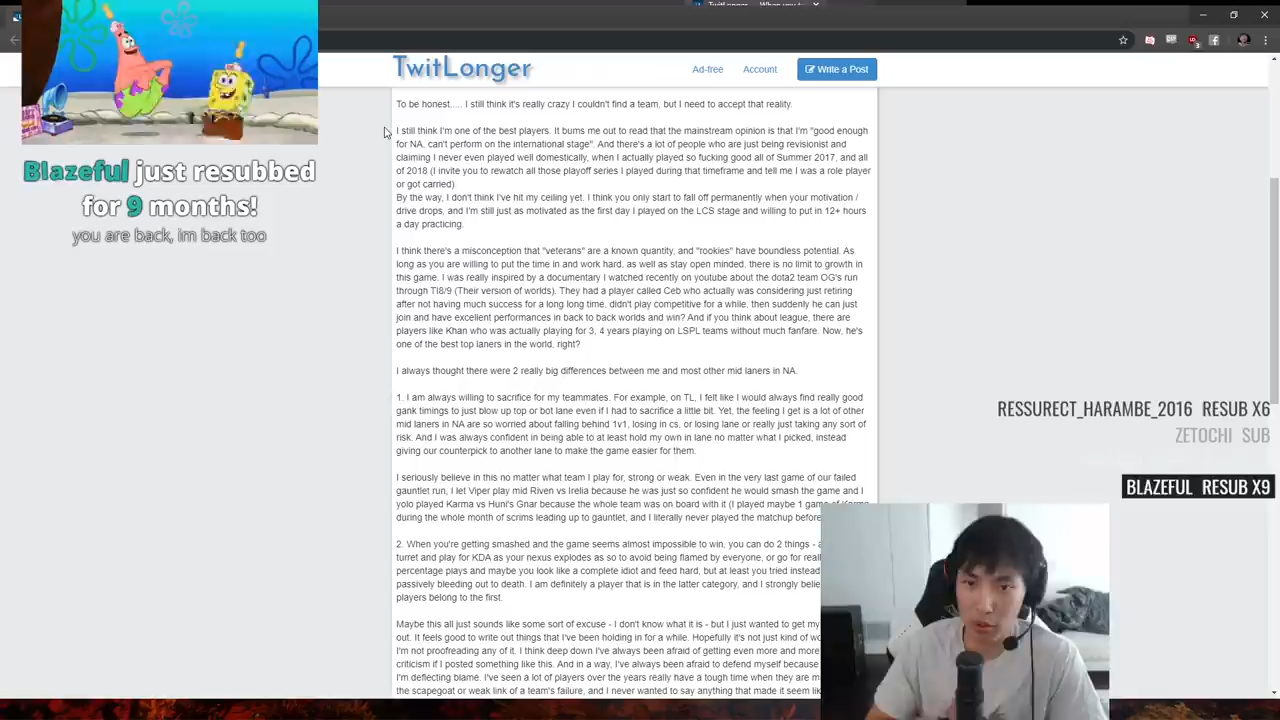 TwitLonger
Ad-free
Account
Write a Post
To be honest..... I still think it's really crazy I couldn't find a team, but I need to accept that reality.
I still think I'm one of the best players. It bums me out to read that the mainstream opinion is that I'm "good enough
for NA, can't perform on the international stage". And there's a lot of people who are just being revisionist and
claiming I never even played well domestically, when I actually played so fucking good all of Summer 2017, and all
of 2018 (I invite you to rewatch all those playoff series I played during that timeframe and tell me I was a role player
or got carried).
By the way, I don't think I've hit my ceiling yet. I think you only start to fall off permanently when your motivation /
drive drops, and I'm still just as motivated as the first day I played on the LCS stage and willing to put in 12+ hours
a day practicing.
I think there's a misconception that "veterans" are a known quantity, and "rookies" have boundless potential. As
long as you are willing to put the time in and work hard, as well as stay open minded, there is no limit to growth in
this game. I was really inspired by a documentary I watched recently on youtube about the dota2 team OG's run
through TI8/9 (Their version of worlds). They had a player called Ceb who actually was considering just retiring
after not having much success for a long long time, didn't play competitive for a while, then suddenly he can just
join and have excellent performances in back to back worlds and win? And if you think about league, there are
players like Khan who was actually playing for 3, 4 years playing on LSPL teams without much fanfare. Now, he's
one of the best top laners in the world, right?
I always thought there were 2 really big differences between me and most other mid laners in NA.
1. I am always willing to sacrifice for my teammates. For example, on TL, I felt like I would always find really good
gank timings to just blow up top or bot lane even if I had to sacrifice a little bit. Yet, the feeling I get is a lot of other
mid laners in NA are so worried about falling behind 1v1, losing in cs, or losing lane or really just taking any sort of
risk. And I was always confident in being able to at least hold my own in lane no matter what I picked, instead
giving our counterpick to another lane to make the game easier for them.
I seriously believe in this no matter what team I play for, strong or weak. Even in the very last game of our failed
gauntlet run, I let Viper play mid Riven vs Irelia because he was just so confident he would smash the game and I
yolo played Karma vs Huni's Gnar because the whole team was on board with it (I played maybe 1 game of
during the whole month of scrims leading up to gauntlet, and I literally never played the matchup before
2. When you're getting smashed and the game seems almost impossible to win, you can do 2 things -
turret and play for KDA as your nexus explodes as so to avoid being flamed by everyone, or go for
percentage plays and maybe you look like a complete idiot and feed hard, but at least you tried instead
passively bleeding out to death. I am definitely a player that is in the latter category, and I strongly
players belong to the first.
Maybe this all just sounds like some sort of excuse - I don't know what it is - but I just wanted to get my
out. It feels good to write out things that I've been holding in for a while. Hopefully it's not just kind of
I'm not proofreading any of it. I think deep down I've always been afraid of getting even more and more
criticism if I posted something like this. And in a way, I've always been afraid to defend myself because
I'm deflecting blame. I've seen a lot of players over the years really have a tough time when they are
the scapegoat or weak link of a team's failure, and I never wanted to say anything that made it seem
Blazeful just resubbed
for 9 months!
you are back, im back too
RESSURECT_HARAMBE_2016 RESUB X6
ZETOCHI SUB
BLAZEFUL RESUB X9